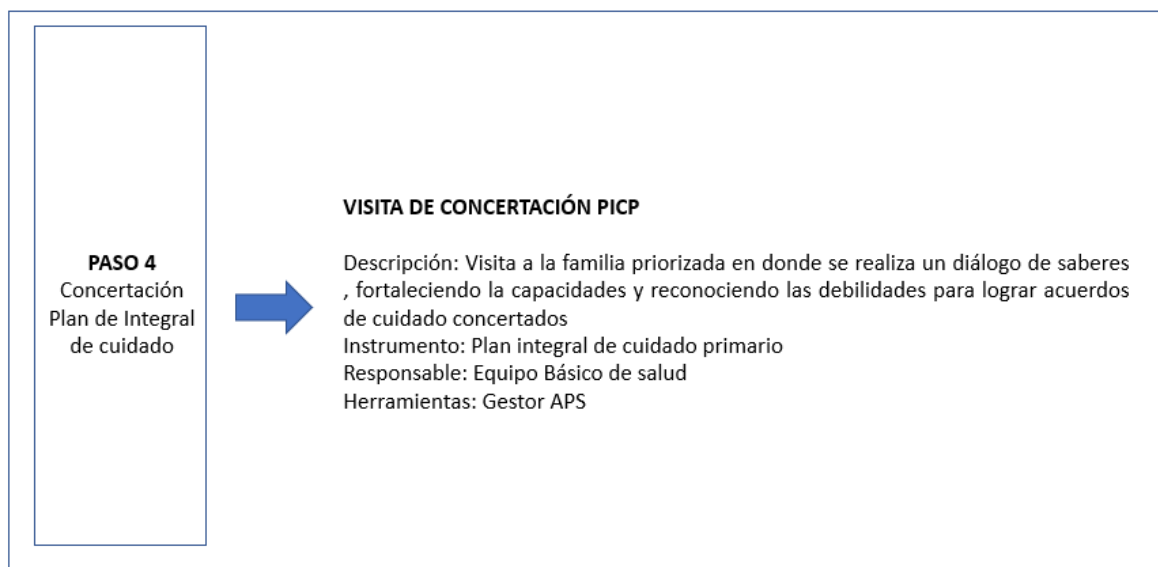 PASO 4
Concertación
Plan de Integral
de cuidado
VISITA DE CONCERTACIÓN PICP
Descripción: Visita a la familia priorizada en donde se realiza un diálogo de saberes
, fortaleciendo la capacidades y reconociendo las debilidades para lograr acuerdos
de cuidado concertados
Instrumento: Plan integral de cuidado primario
Responsable: Equipo Básico de salud
Herramientas: Gestor APS